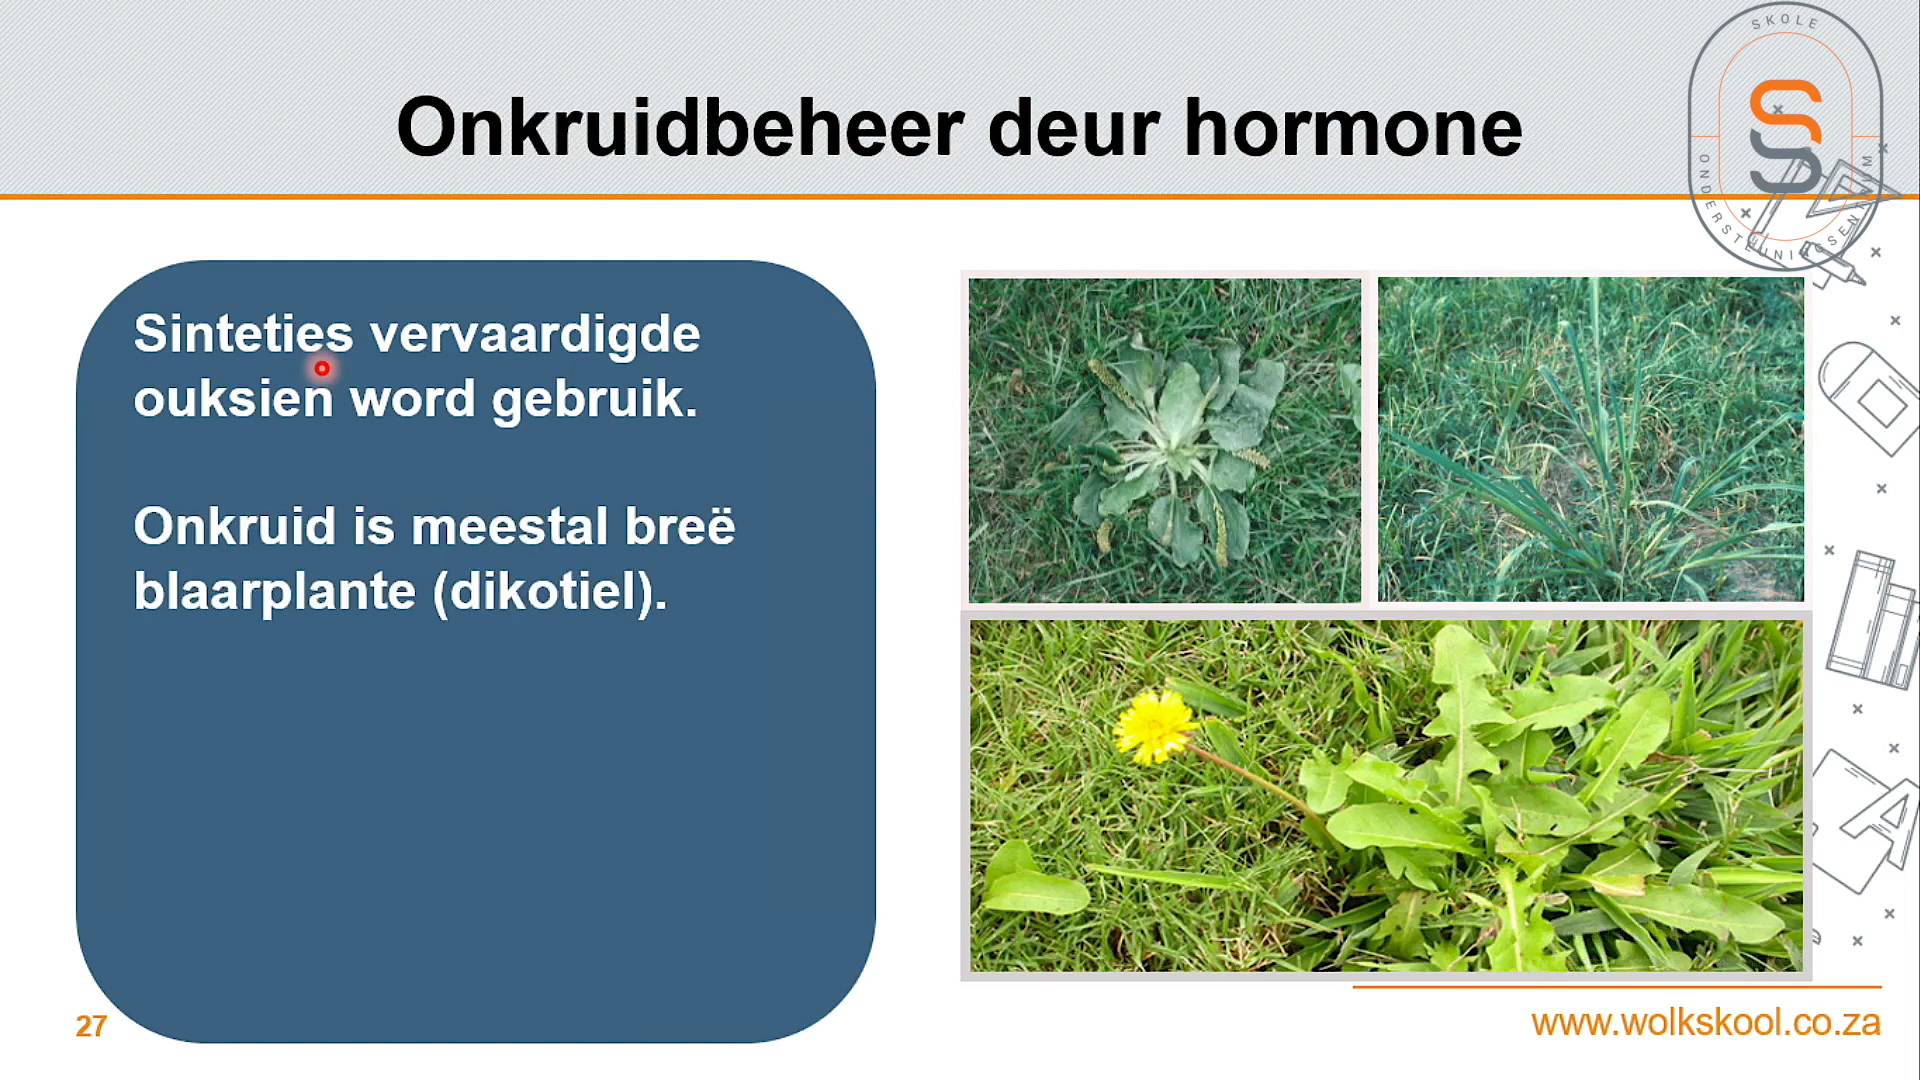 SKOLE
ONDERSTEUNINGSENTRUM
Onkruidbeheer deur hormone
Sinteties vervaardigde
ouksien word gebruik.
Onkruid is meestal breë
blaarplante (dikotiel).
27
www.wolkskool.co.za